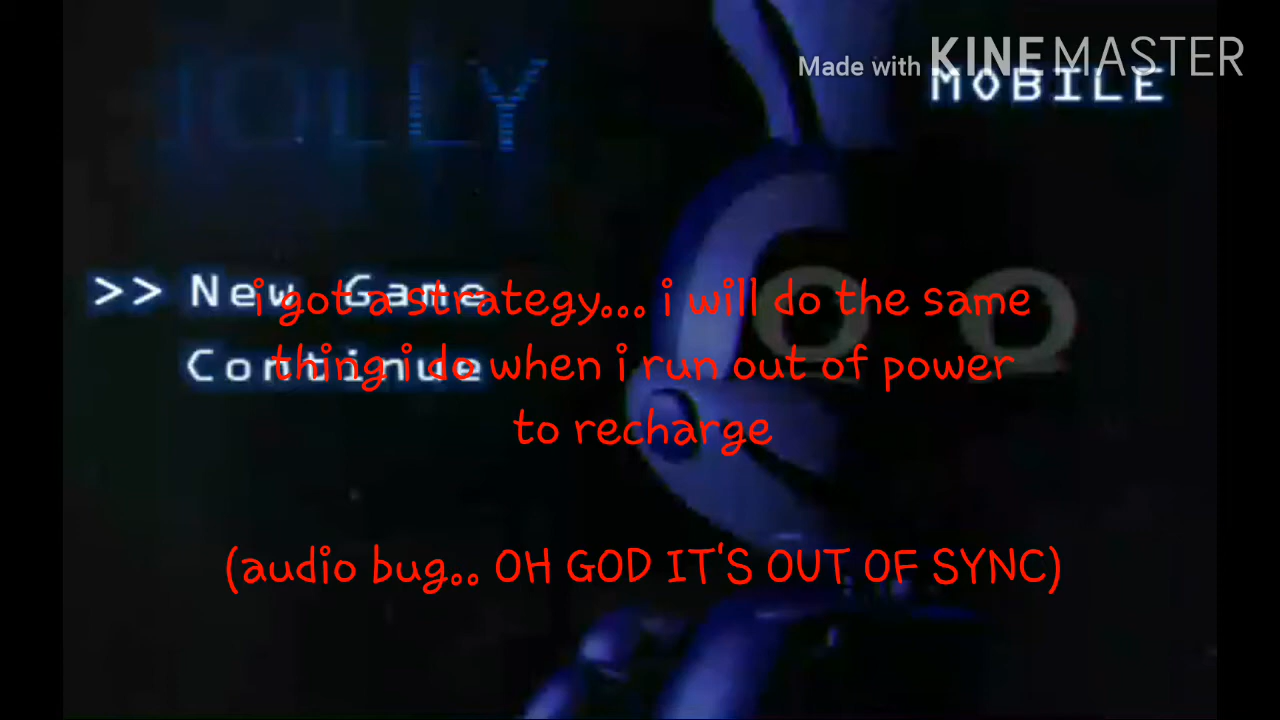 JOLLY
Made with KINEMASTER
MOBILE
>> New Game
Continue
i got a strategy... i will do the same
thing i do when i run out of power
to recharge
(audio bug.. OH GOD IT'S OUT OF SYNC)